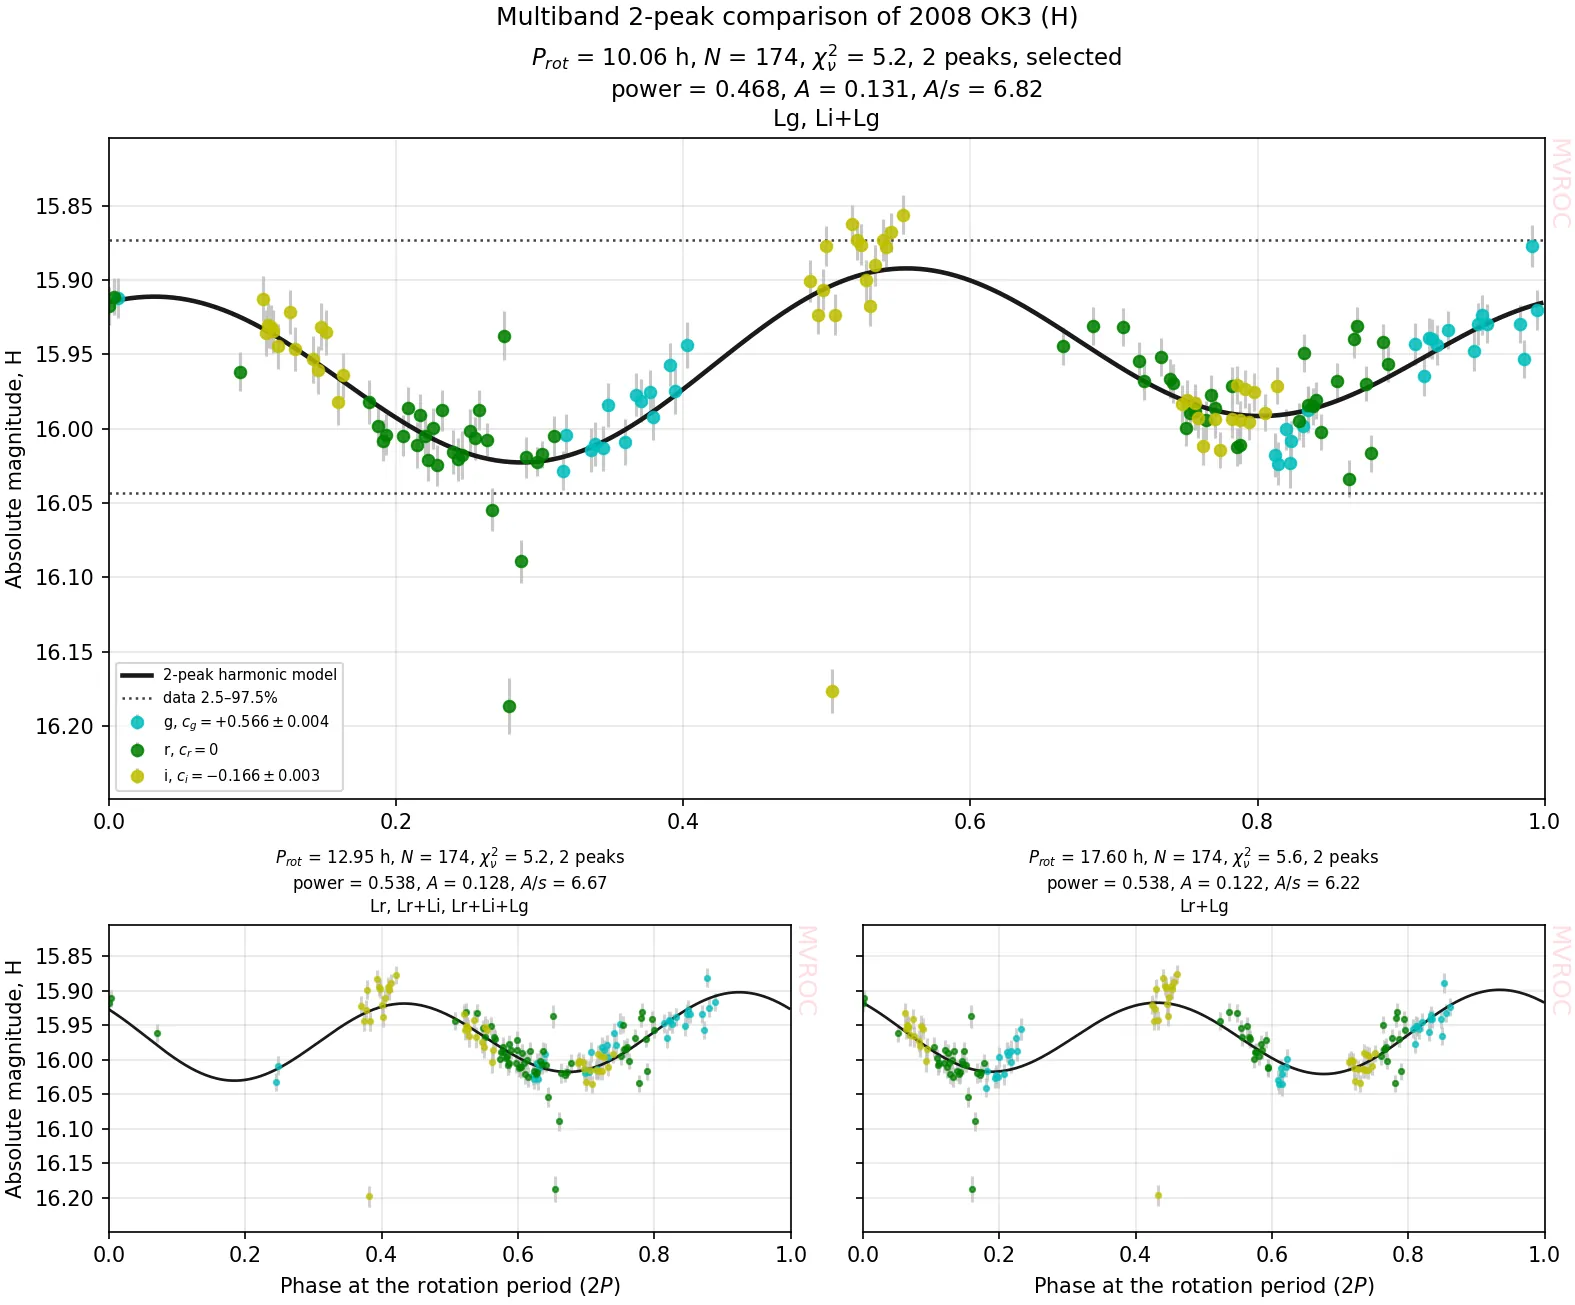 Multiband 2-peak comparison of 2008 OK3 (H)
P_rot = 10.06 h, N = 174, χ²_ν = 5.2, 2 peaks, selected
power = 0.468, A = 0.131, A/s = 6.82
Lg, Li+Lg
MVROC
Absolute magnitude, H
15.85
15.90
15.95
16.00
16.05
16.10
16.15
16.20
2-peak harmonic model
data 2.5–97.5%
g, c_g = +0.566 ± 0.004
r, c_r = 0
i, c_i = −0.166 ± 0.003
0.0 0.2 0.4 0.6 0.8 1.0
P_rot = 12.95 h, N = 174, χ²_ν = 5.2, 2 peaks
power = 0.538, A = 0.128, A/s = 6.67
Lr, Lr+Li, Lr+Li+Lg
MVROC
Absolute magnitude, H
15.85
15.90
15.95
16.00
16.05
16.10
16.15
16.20
0.0 0.2 0.4 0.6 0.8 1.0
Phase at the rotation period (2P)
P_rot = 17.60 h, N = 174, χ²_ν = 5.6, 2 peaks
power = 0.538, A = 0.122, A/s = 6.22
Lr+Lg
MVROC
0.0 0.2 0.4 0.6 0.8 1.0
Phase at the rotation period (2P)